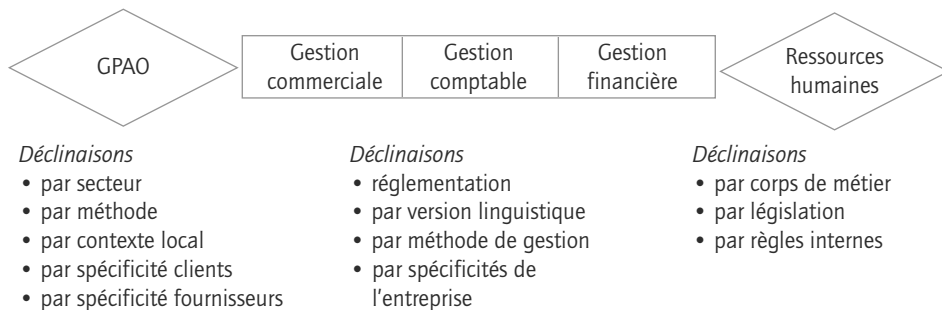 GPAO
Gestion
commerciale
Gestion
comptable
Gestion
financière
Ressources
humaines
Déclinaisons
• par secteur
• par méthode
• par contexte local
• par spécificité clients
• par spécificité fournisseurs
Déclinaisons
• réglementation
• par version linguistique
• par méthode de gestion
• par spécificités de
l'entreprise
Déclinaisons
• par corps de métier
• par législation
• par règles internes